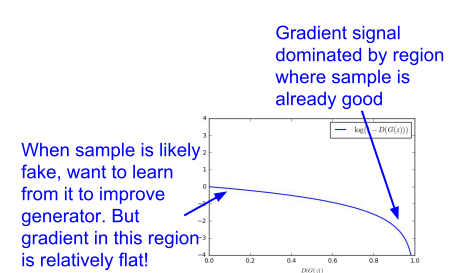 Gradient signal
dominated by region
where sample is
already good
When sample is likely
fake, want to learn
from it to improve
generator. But
gradient in this region
is relatively flat!
4
3
2
1
0
−1
−2
−3
−4
0.0 0.2 0.4 0.6 0.8 1.0
D(G(z))
log(1 − D(G(z)))